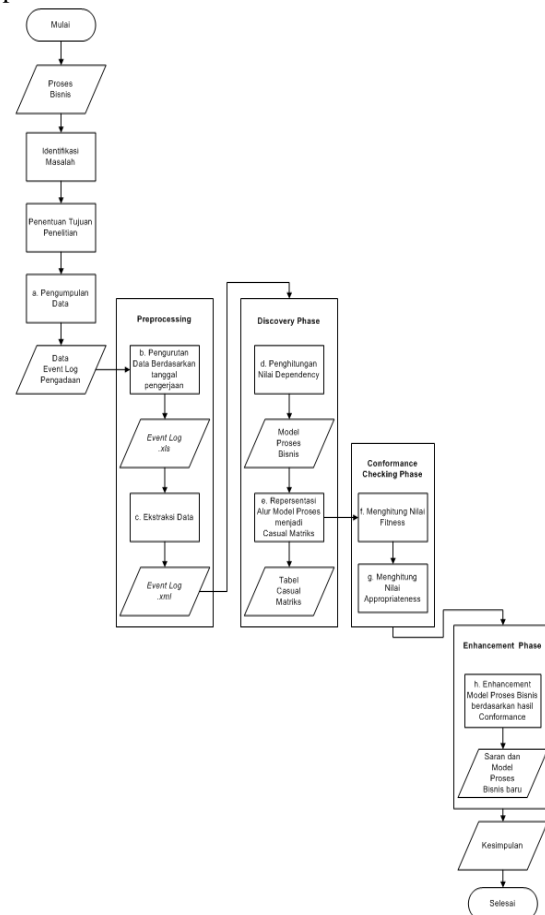 Mulai
Proses
Bisnis
Identifikasi
Masalah
Penentuan Tujuan
Penelitian
a. Pengumpulan
Data
Data
Event Log
Pengadaan
Preprocessing
b. Pengurutan
Data Berdasarkan
tanggal
pengerjaan
Event Log
.xls
c. Ekstraksi Data
Event Log
.xml
Discovery Phase
d. Penghitungan
Nilai Dependency
Model
Proses
Bisnis
e. Repersentasi
Alur Model Proses
menjadi
Casual Matriks
Tabel
Casual
Matriks
Conformance
Checking Phase
f. Menghitung Nilai
Fitness
g. Menghitung
Nilai
Appropriateness
Enhancement Phase
h. Enhancement
Model Proses Bisnis
berdasarkan hasil
Conformance
Saran dan
Model
Proses
Bisnis baru
Kesimpulan
Selesai